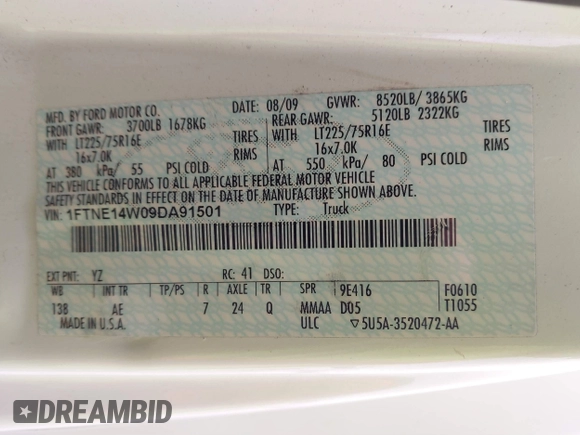 MFD. BY FORD MOTOR CO.
DATE: 08/09 GVWR: 8520LB/ 3865KG
FRONT GAWR: 3700LB 1678KG
REAR GAWR: 5120LB 2322KG
WITH LT225/75R16E TIRES
WITH LT225/75R16E TIRES
16x7.0K RIMS
16x7.0K RIMS
AT 380 kPa/ 55 PSI COLD
AT 550 kPa/ 80 PSI COLD
THIS VEHICLE CONFORMS TO ALL APPLICABLE FEDERAL MOTOR VEHICLE
SAFETY STANDARDS IN EFFECT ON THE DATE OF MANUFACTURE SHOWN ABOVE.
VIN: 1FTNE14W09DA91501 TYPE: Truck
EXT PNT: YZ RC: 41 DSO:
WB INT TR TP/PS R AXLE TR SPR 9E416 F0610
138 AE 7 24 Q MMAA D05 T1055
MADE IN U.S.A. ULC ▽5U5A-3520472-AA
DREAMBID